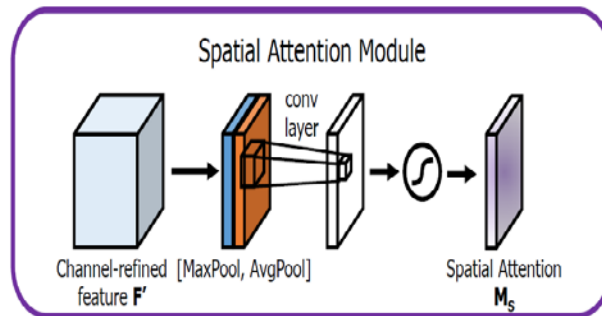 Spatial Attention Module
conv
layer
Channel-refined
feature F'
[MaxPool, AvgPool]
Spatial Attention
Ms